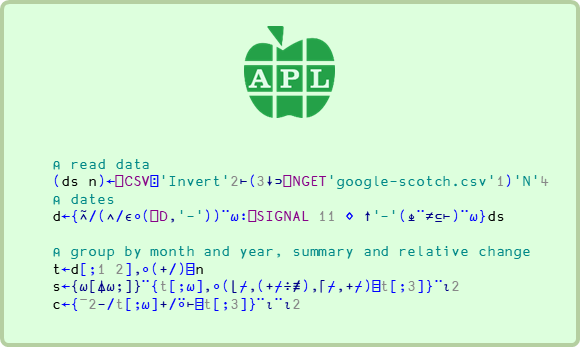 APL
⍝ read data
(ds n)←⎕CSV⍠'Invert'2⊢(3↓⊃⎕NGET'google-scotch.csv'1)'N'4
⍝ dates
d←{~∧/(∧/∊∘(⎕D,'-'))¨⍵:⎕SIGNAL 11 ⋄ ↑'-'(⍎¨≠⊆⊢)¨⍵}ds
⍝ group by month and year, summary and relative change
t←d[;1 2],∘(+/)⌸n
s←{⍵[⍋⍵;]}¨{t[;⍵],∘(⌊⌿,(+⌿÷≢),⌈⌿,+⌿)⌸t[;3]}¨⍳2
c←{¯2-/t[;⍵]+/⍤⊢⌸t[;3]}¨⍳¨⍳2